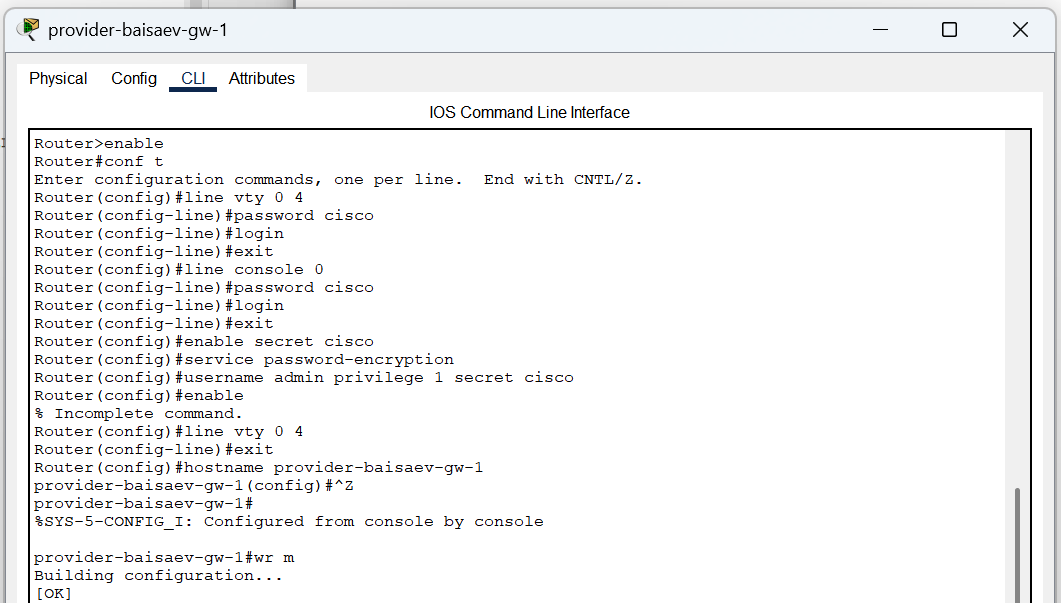 provider-baisaev-gw-1
Physical Config CLI Attributes
IOS Command Line Interface
Router>enable
Router#conf t
Enter configuration commands, one per line.  End with CNTL/Z.
Router(config)#line vty 0 4
Router(config-line)#password cisco
Router(config-line)#login
Router(config-line)#exit
Router(config)#line console 0
Router(config-line)#password cisco
Router(config-line)#login
Router(config-line)#exit
Router(config)#enable secret cisco
Router(config)#service password-encryption
Router(config)#username admin privilege 1 secret cisco
Router(config)#enable
% Incomplete command.
Router(config)#line vty 0 4
Router(config-line)#exit
Router(config)#hostname provider-baisaev-gw-1
provider-baisaev-gw-1(config)#^Z
provider-baisaev-gw-1#
%SYS-5-CONFIG_I: Configured from console by console
provider-baisaev-gw-1#wr m
Building configuration...
[OK]